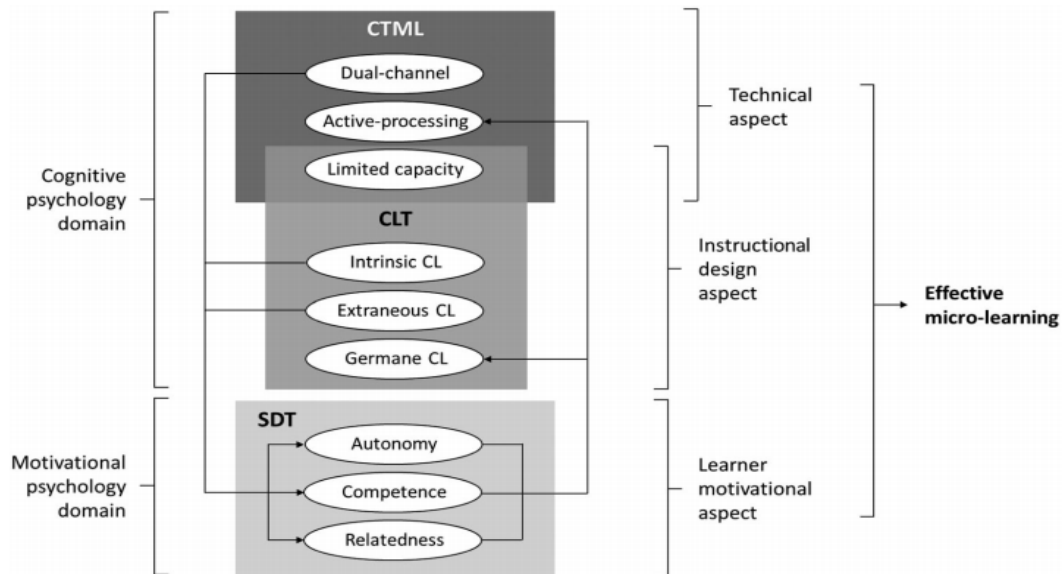 CTML
Dual-channel
Active-processing
Limited capacity
CLT
Intrinsic CL
Extraneous CL
Germane CL
SDT
Autonomy
Competence
Relatedness
Cognitive
psychology
domain
Motivational
psychology
domain
Technical
aspect
Instructional
design
aspect
Learner
motivational
aspect
Effective
micro-learning